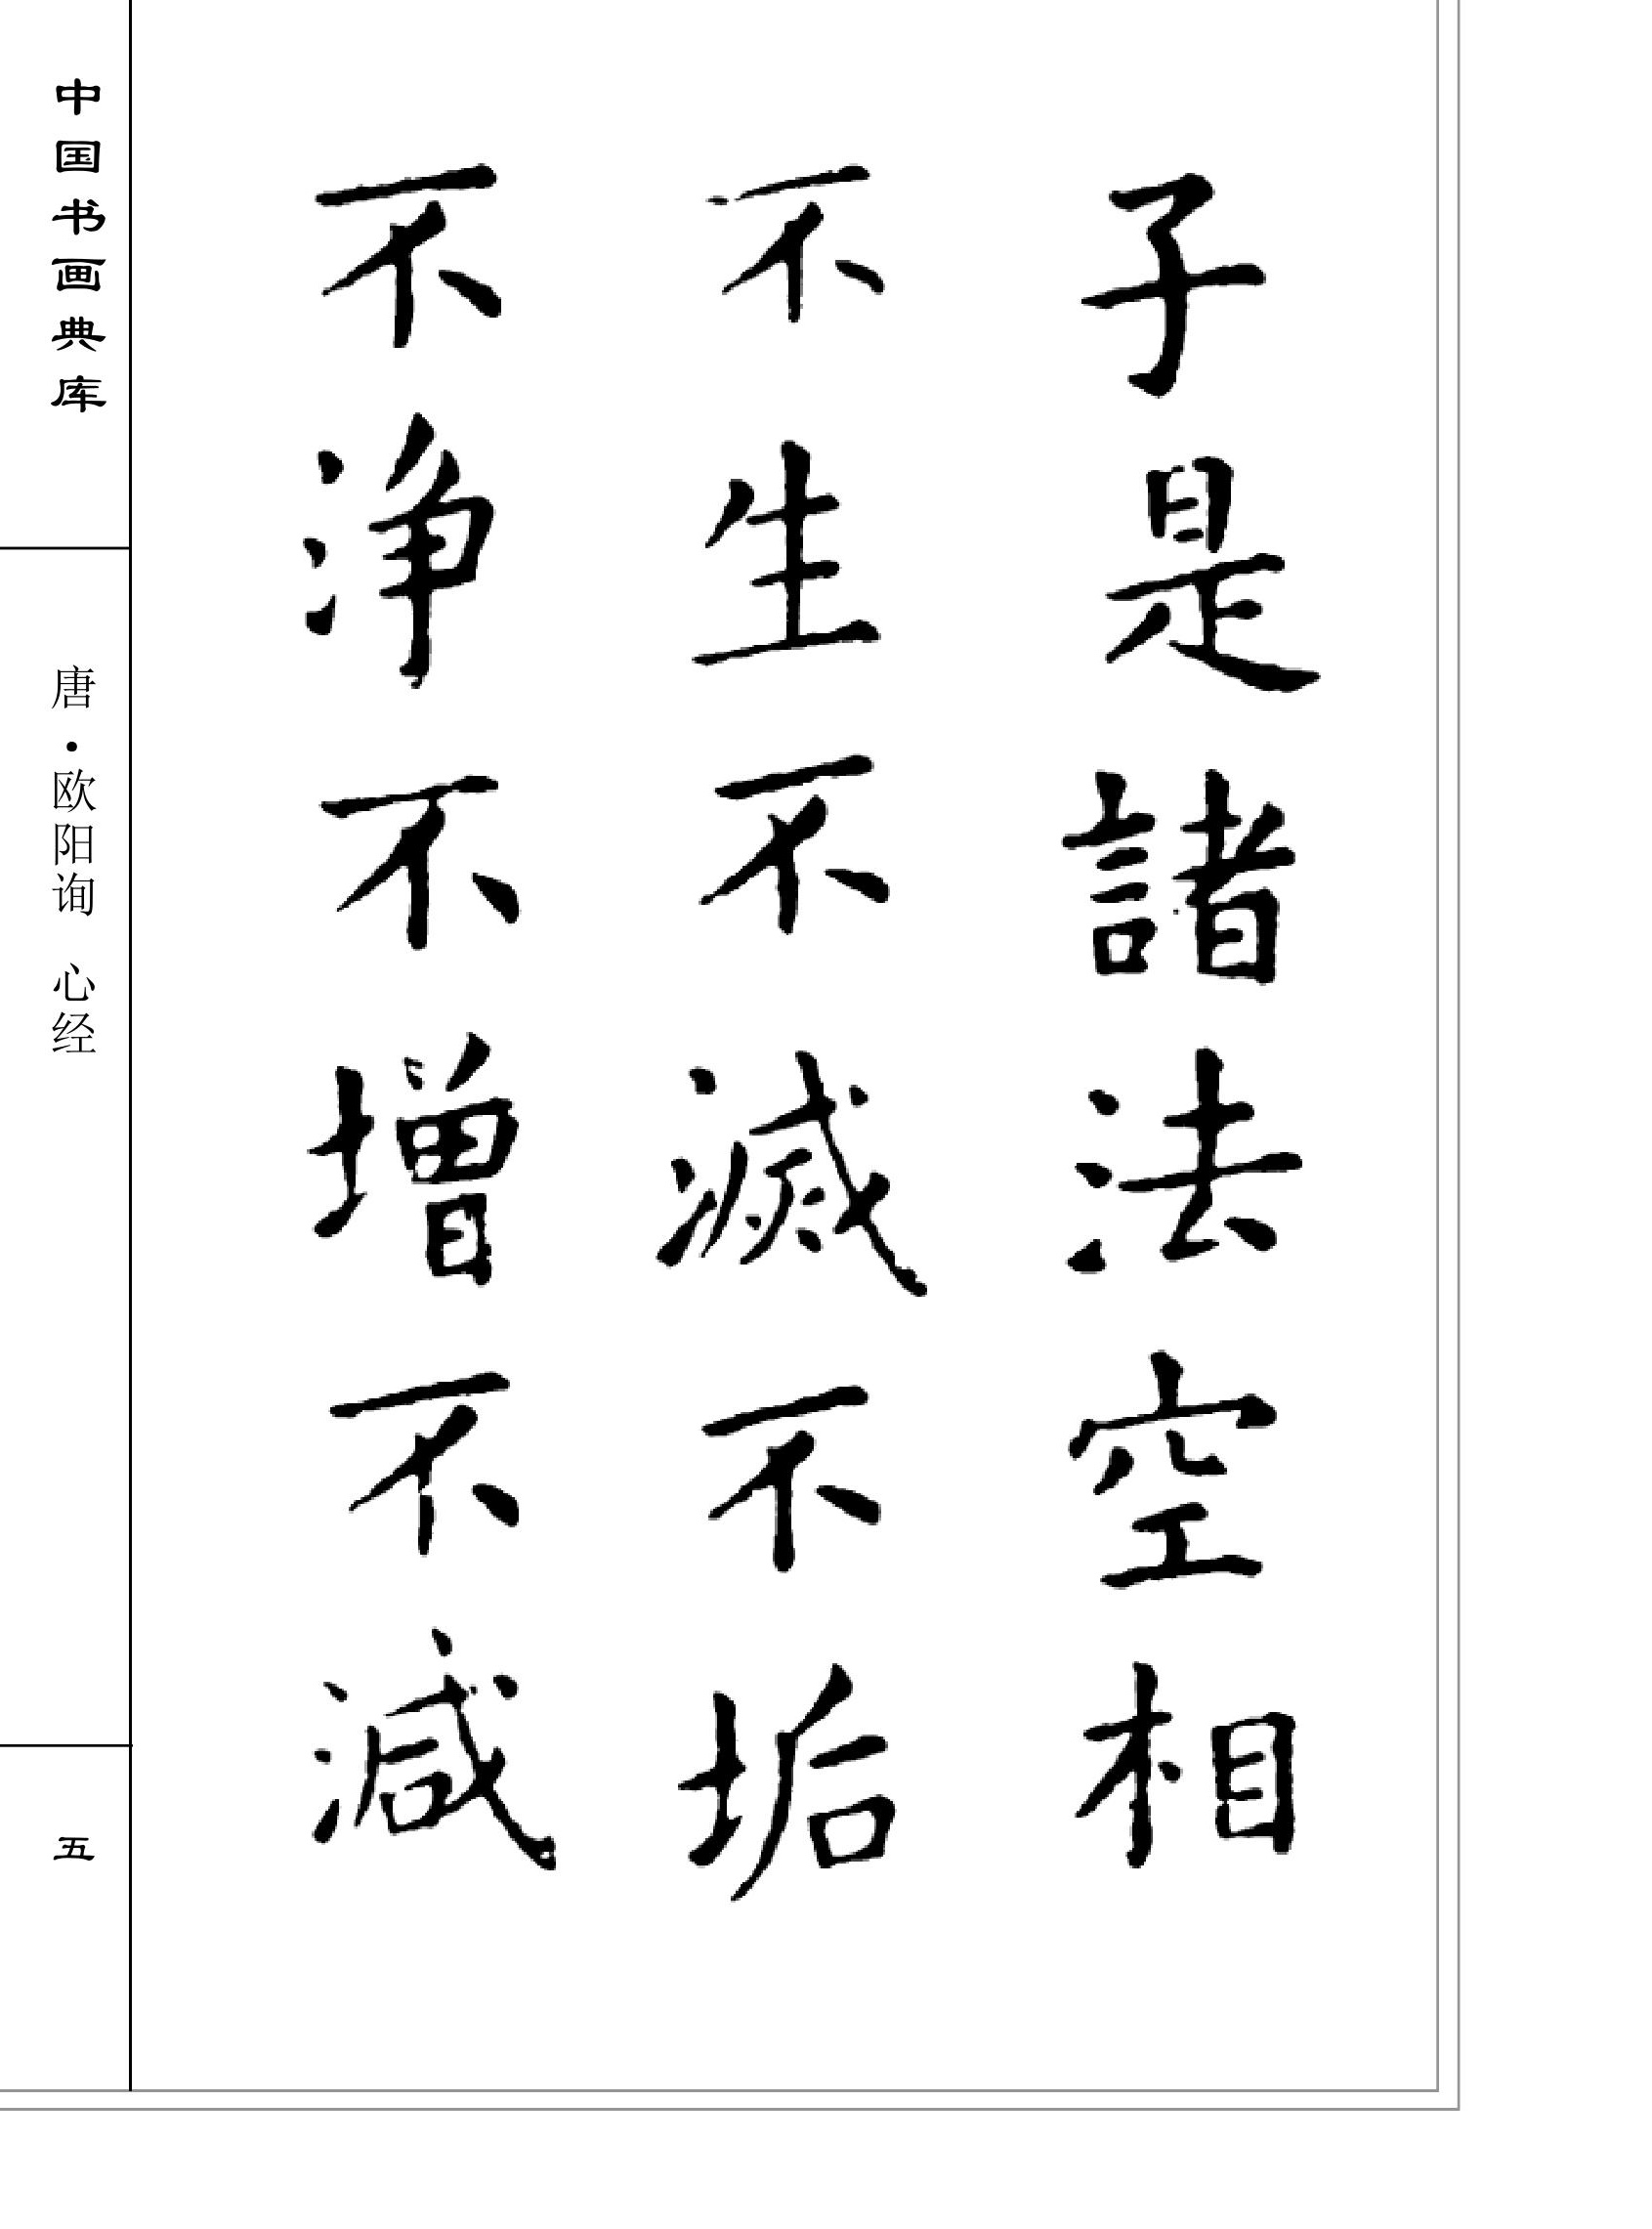 子是諸法空相
不生不滅不垢
不淨不增不減
中国书画典库
唐·欧阳询 心经
五